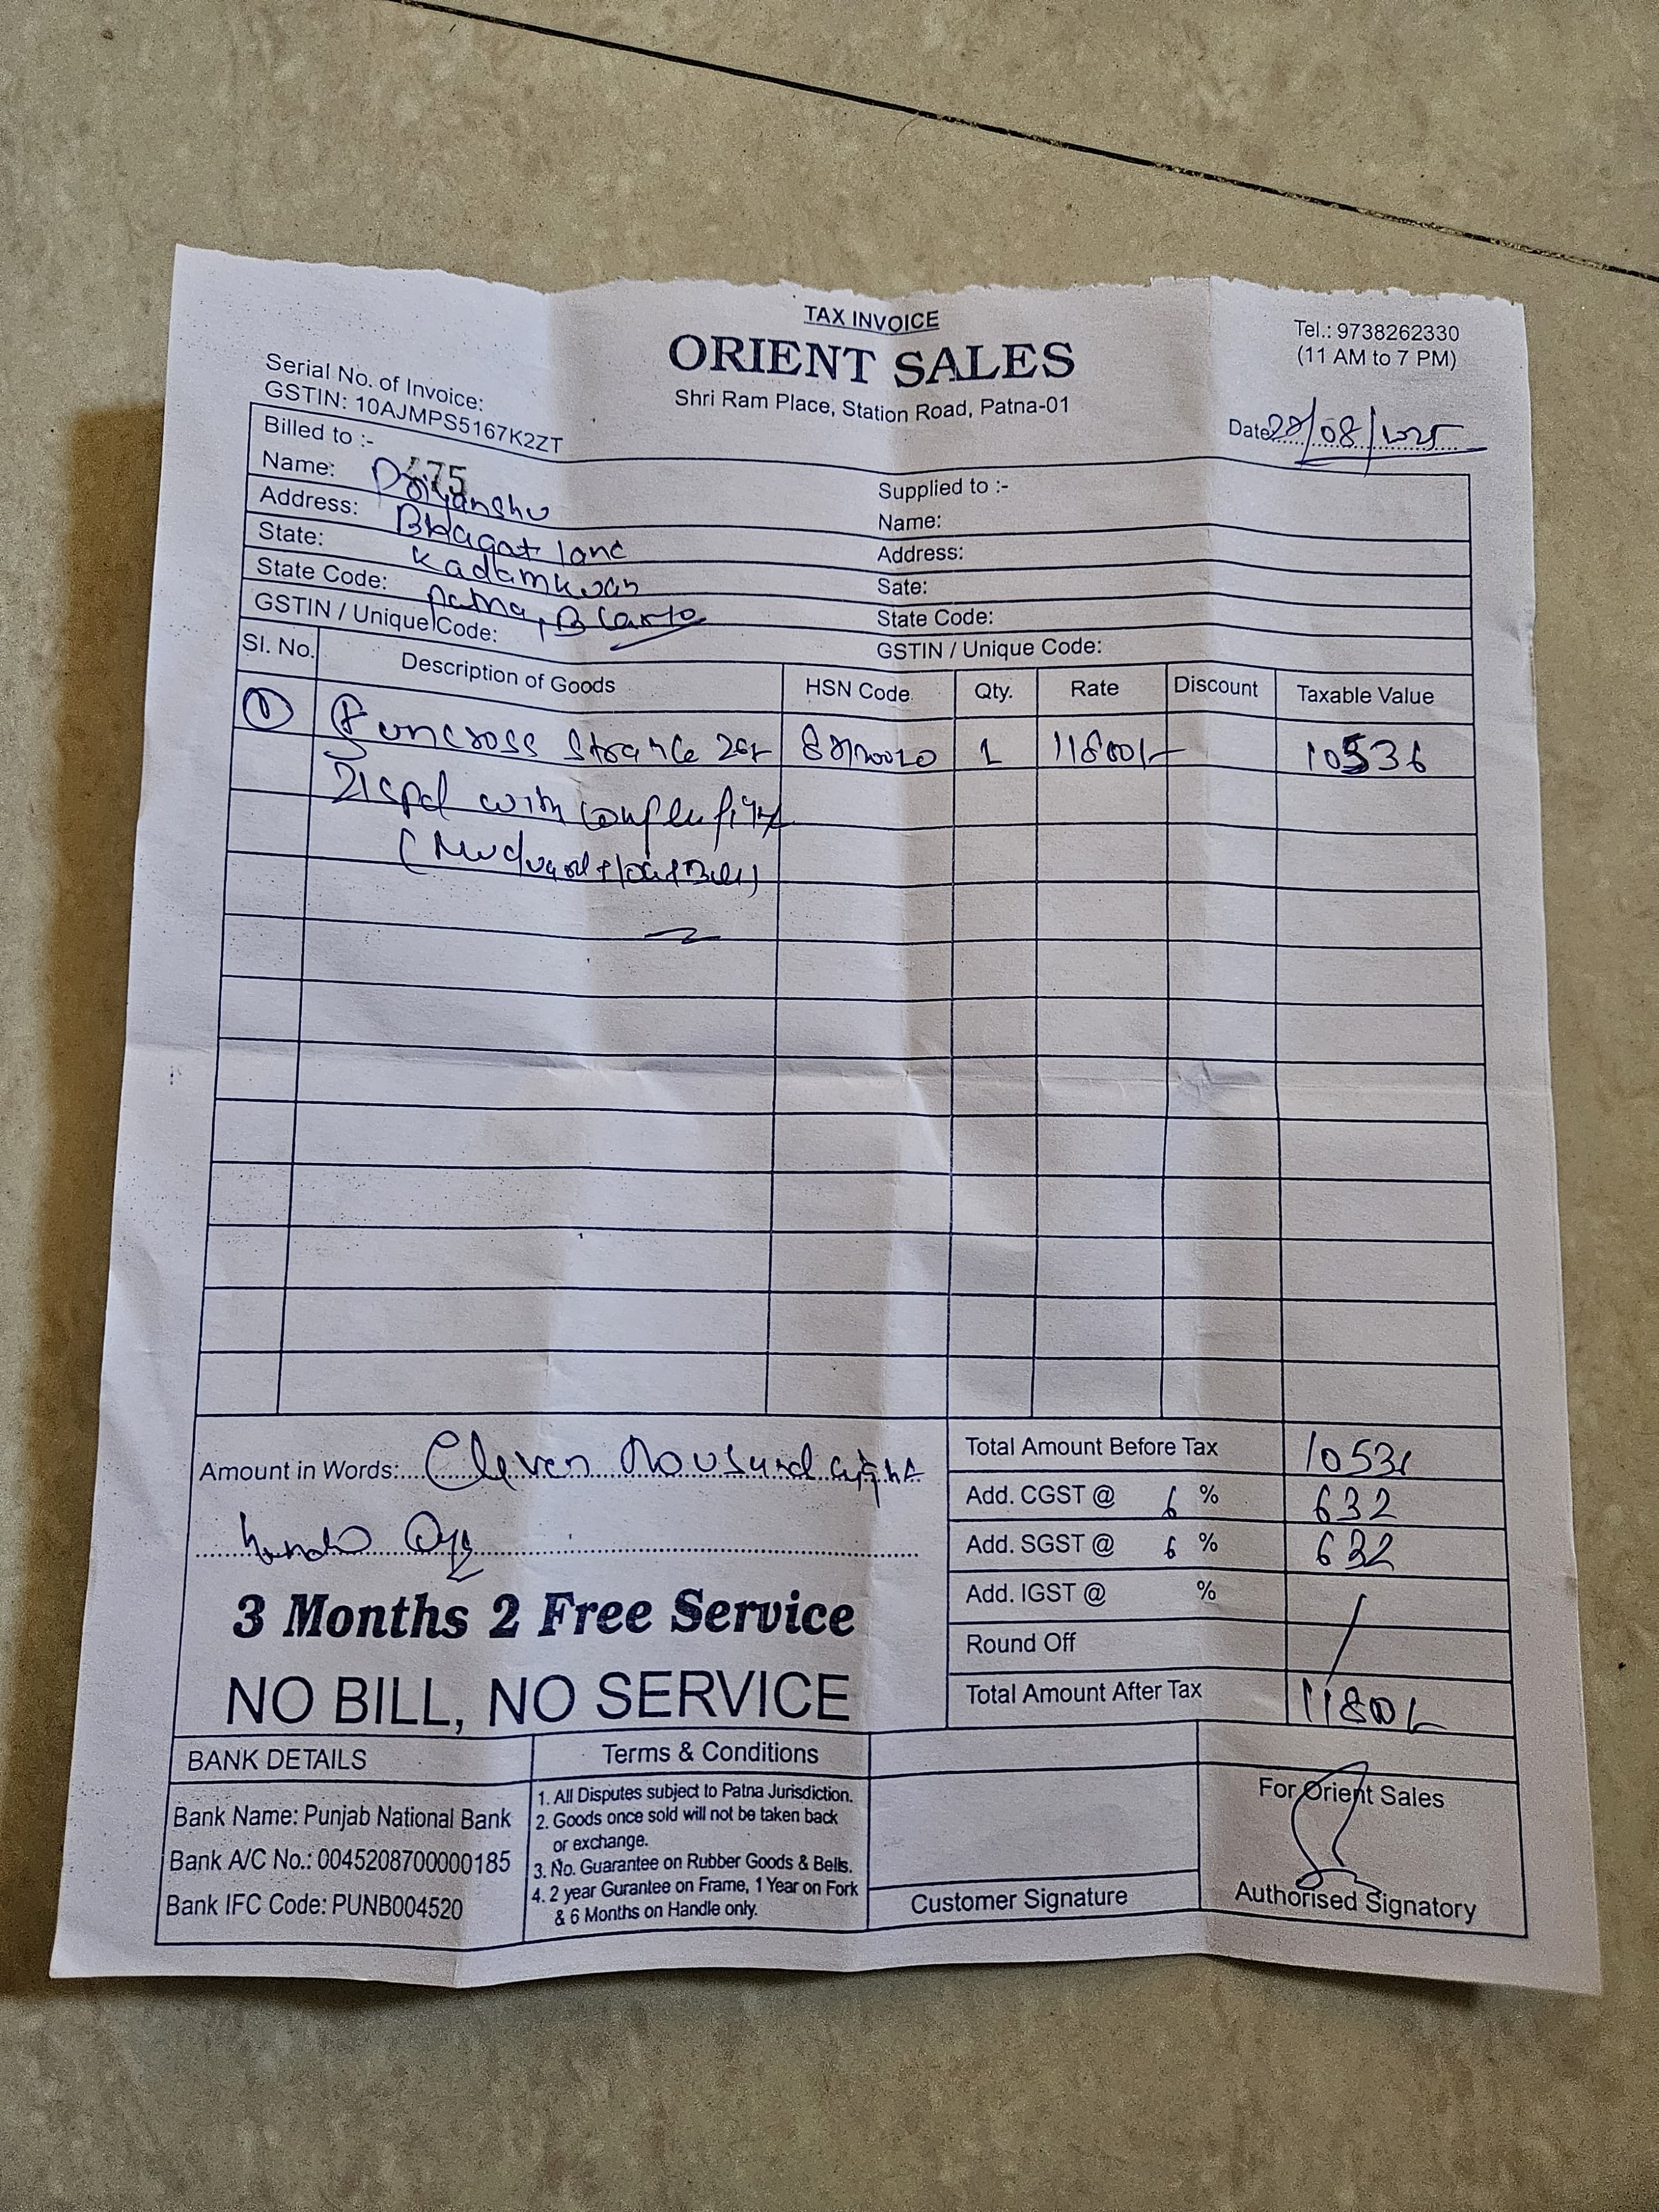 TAX INVOICE
ORIENT SALES
Shri Ram Place, Station Road, Patna-01
Tel.: 9738262330
(11 AM to 7 PM)
Serial No. of Invoice:
GSTIN: 10AJMPS5167K2ZT
Date 28/08/2025
Billed to :-
475
Name: Priyanshu
Address: Bhagat lane
State: Kadamkuan
State Code: Patna,
GSTIN / Unique Code:
Supplied to :-
Name:
Address:
Sate:
State Code:
GSTIN / Unique Code:
Sl. No. Description of Goods HSN Code Qty. Rate Discount Taxable Value
1 1 11800/- 10536
21spd with
Amount in Words: Eleven Thousand eight
Total Amount Before Tax 10536
Add. CGST @ 6 % 632
Add. SGST @ 6 % 632
Add. IGST @ %
Round Off
Total Amount After Tax 11800/-
3 Months 2 Free Service
NO BILL, NO SERVICE
BANK DETAILS
Bank Name: Punjab National Bank
Bank A/C No.: 0045208700000185
Bank IFC Code: PUNB004520
Terms & Conditions
1. All Disputes subject to Patna Jurisdiction.
2. Goods once sold will not be taken back
or exchange.
3. No. Guarantee on Rubber Goods & Bells.
4. 2 year Gurantee on Frame, 1 Year on Fork
& 6 Months on Handle only.
Customer Signature
For Orient Sales
Authorised Signatory